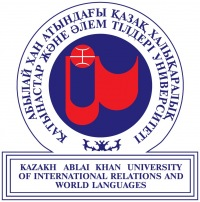 АБЫЛАЙ ХАН АТЫНДАҒЫ ҚАЗАҚ ХАЛЫҚАРАЛЫҚ
ҚАТЫНАСТАР ЖӘНЕ ӘЛЕМ ТІЛДЕРІ УНИВЕРСИТЕТІ
KAZAKH ABLAI KHAN UNIVERSITY
OF INTERNATIONAL RELATIONS AND
WORLD LANGUAGES